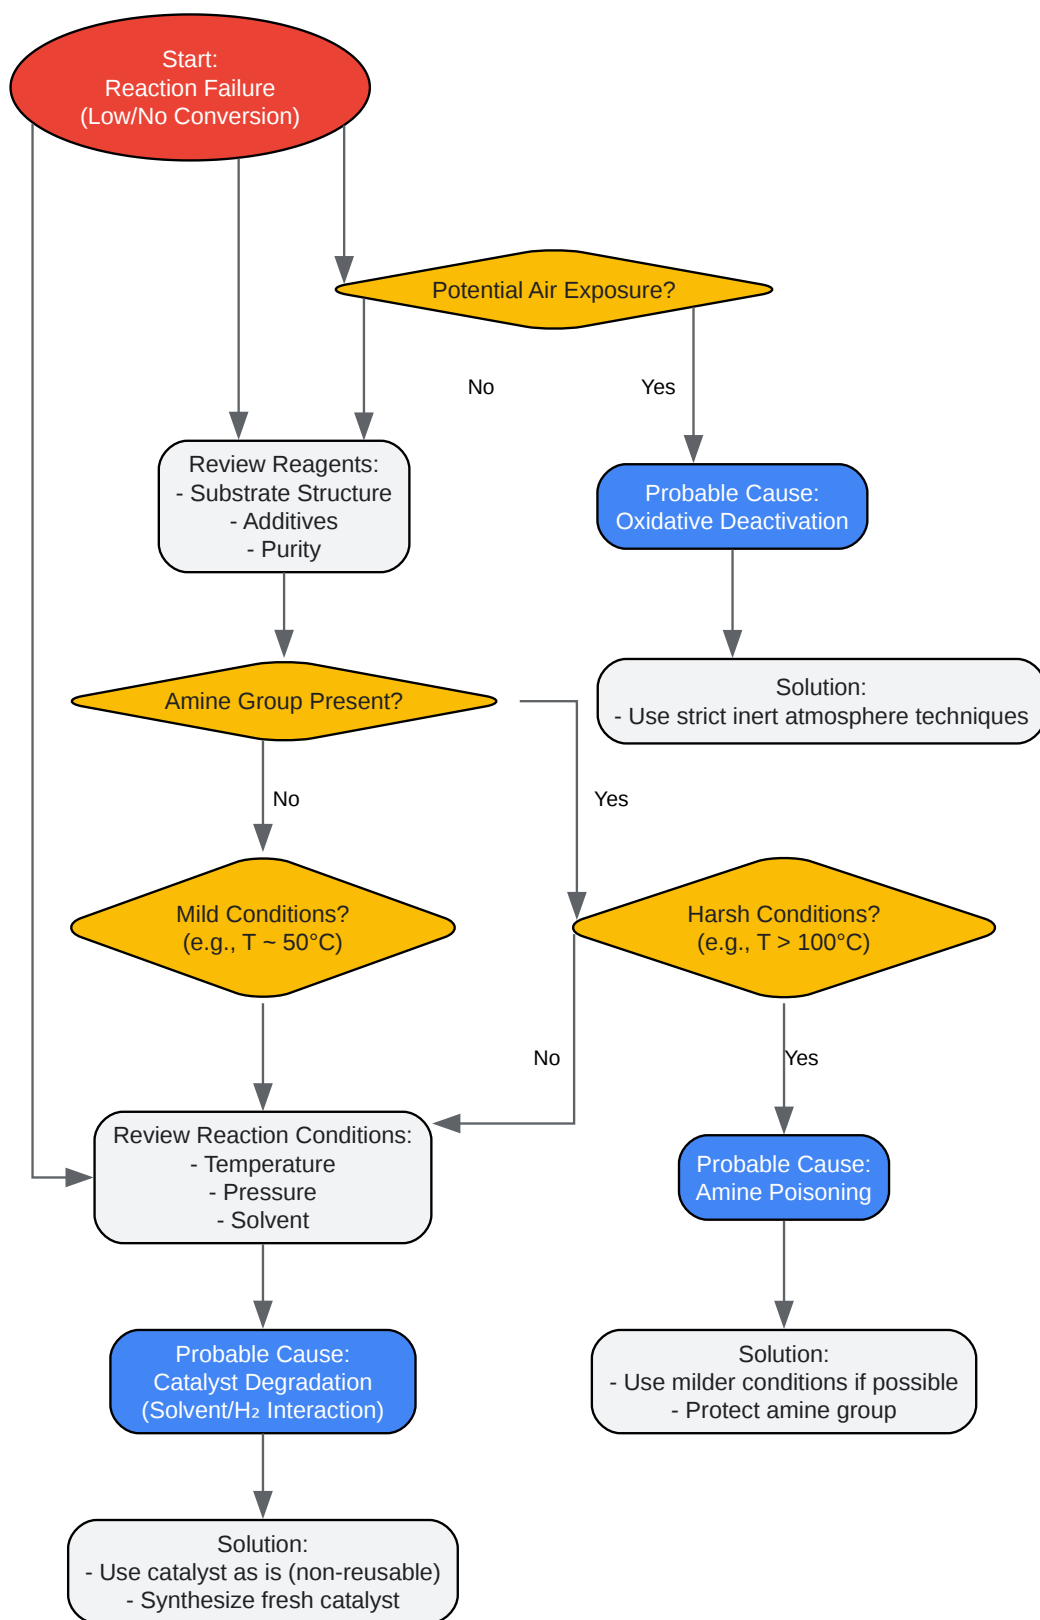 Start:
Reaction Failure
(Low/No Conversion)
Potential Air Exposure?
No
Yes
Review Reagents:
- Substrate Structure
- Additives
- Purity
Probable Cause:
Oxidative Deactivation
Solution:
- Use strict inert atmosphere techniques
Amine Group Present?
No
Yes
Mild Conditions?
(e.g., T ~ 50°C)
Harsh Conditions?
(e.g., T > 100°C)
No
Yes
Review Reaction Conditions:
- Temperature
- Pressure
- Solvent
Probable Cause:
Amine Poisoning
Probable Cause:
Catalyst Degradation
(Solvent/H₂ Interaction)
Solution:
- Use milder conditions if possible
- Protect amine group
Solution:
- Use catalyst as is (non-reusable)
- Synthesize fresh catalyst